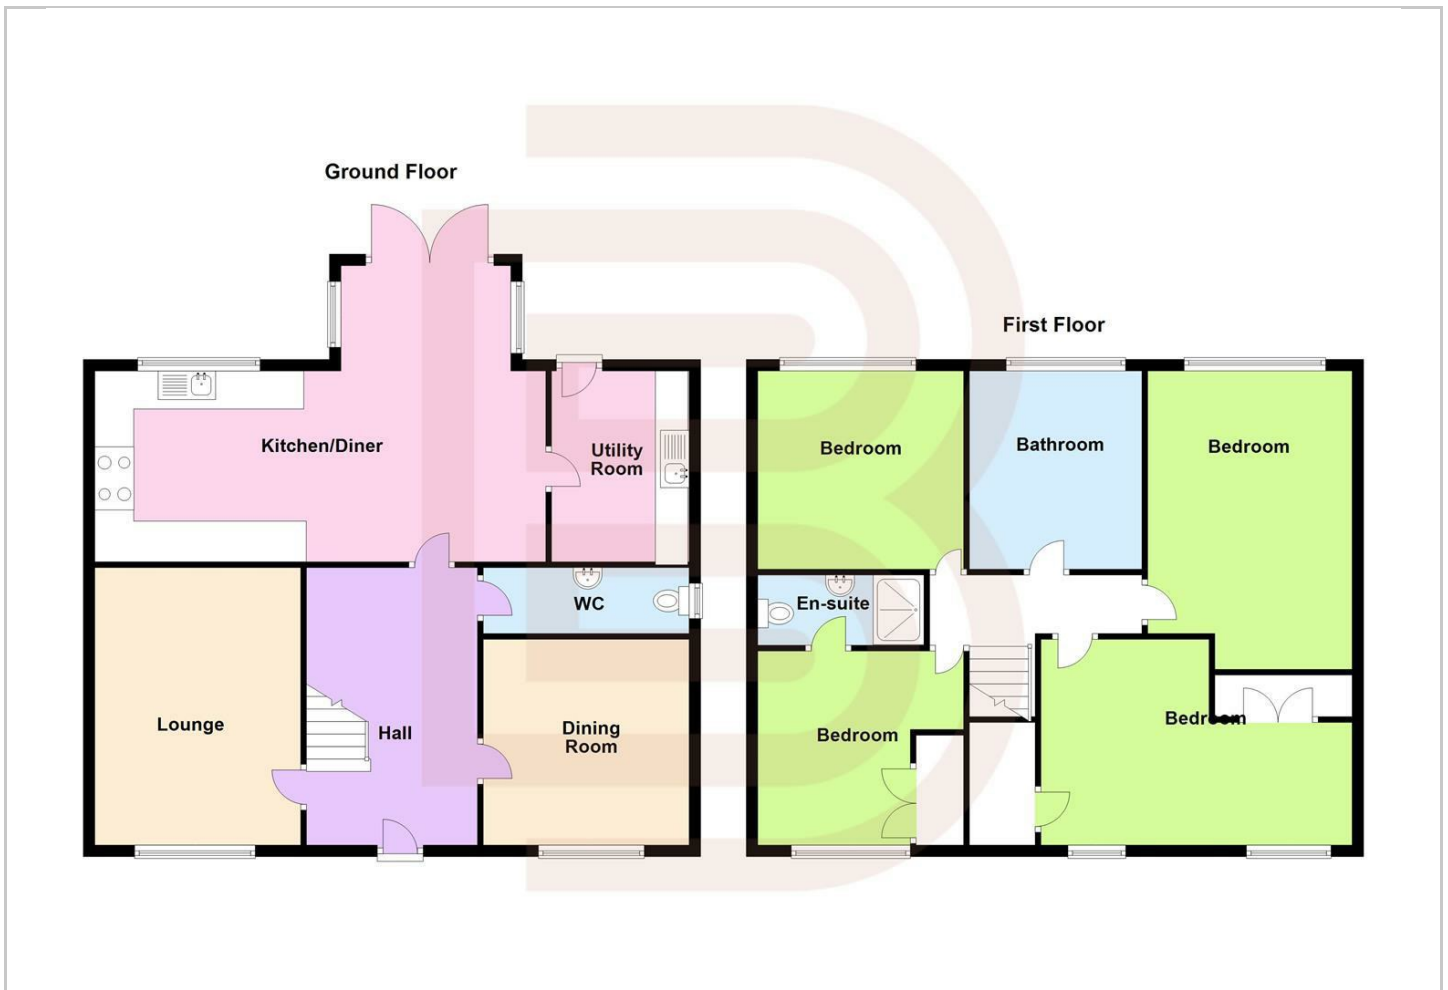 Ground Floor
Kitchen/Diner
Utility
Room
WC
Lounge
Hall
Dining
Room
First Floor
Bedroom
Bathroom
Bedroom
En-suite
Bedroom
Bedroom